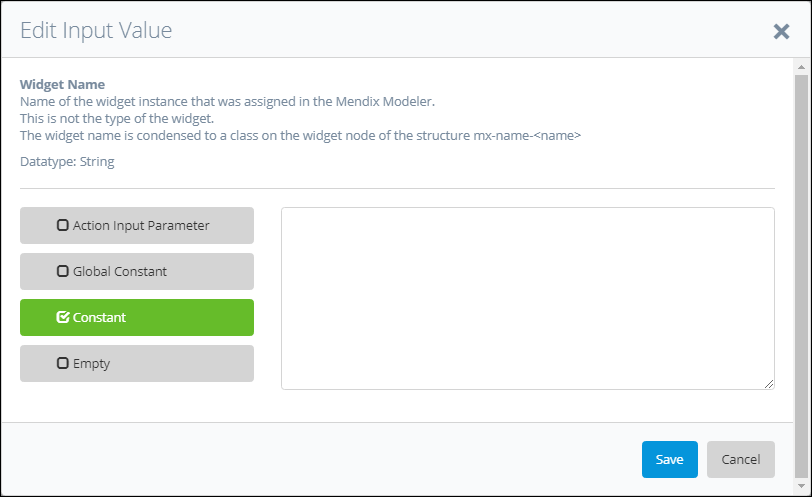 Edit Input Value
Widget Name
Name of the widget instance that was assigned in the Mendix Modeler.
This is not the type of the widget.
The widget name is condensed to a class on the widget node of the structure mx-name-<name>
Datatype: String
Action Input Parameter
Global Constant
Constant
Empty
Save
Cancel